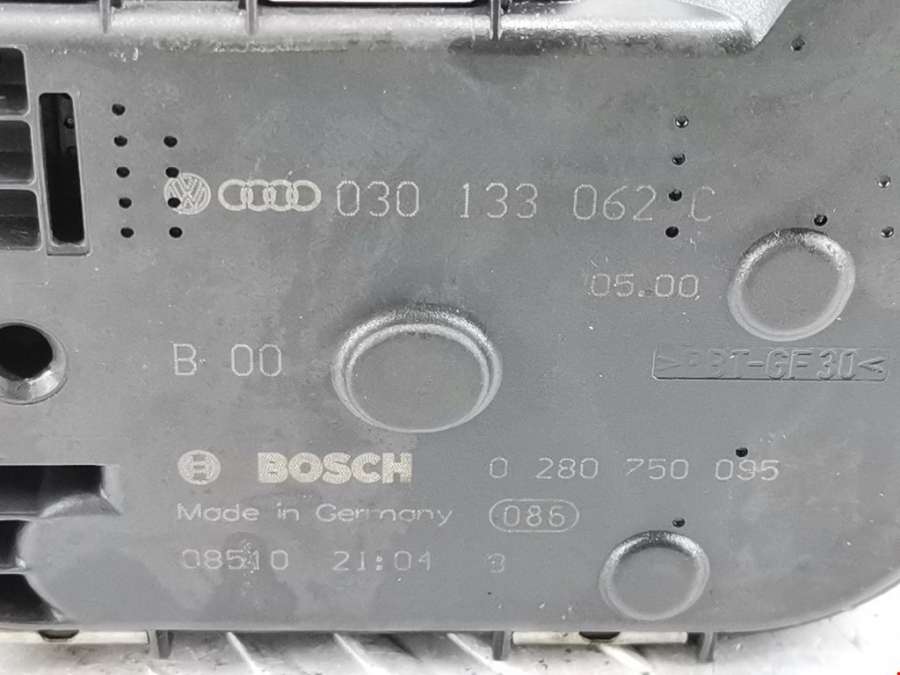 030 133 062 C
05.00
B 00
>PBT-GF30<
BOSCH 0 280 750 095
Made in Germany 086
08510 21:04 3